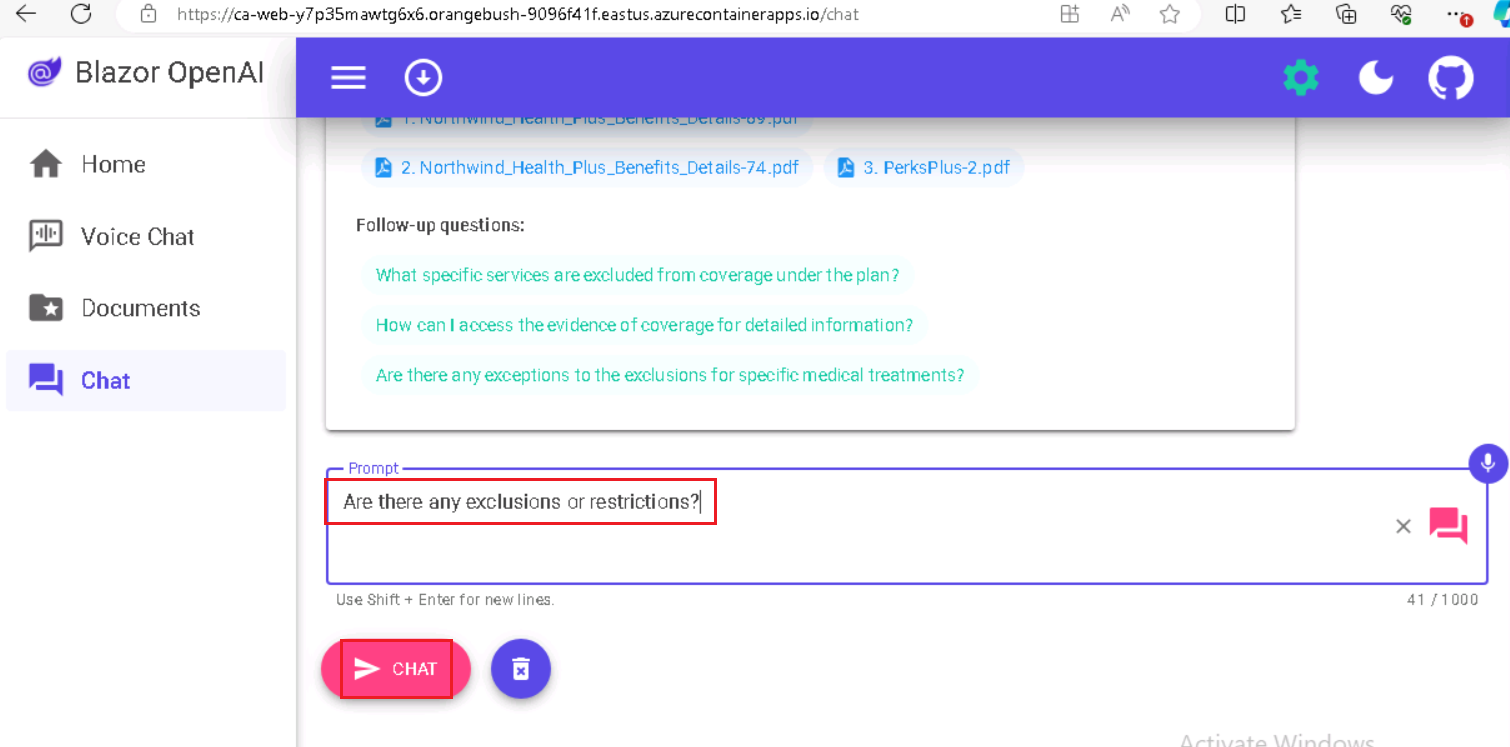 https://ca-web-y7p35mawtg6x6.orangebush-9096f41f.eastus.azurecontainerapps.io/chat
Blazor OpenAI
Home
Voice Chat
Documents
Chat
1. Northwind_Health_Plus_Benefits_Details-69.pdf
2. Northwind_Health_Plus_Benefits_Details-74.pdf 3. PerksPlus-2.pdf
Follow-up questions:
What specific services are excluded from coverage under the plan?
How can I access the evidence of coverage for detailed information?
Are there any exceptions to the exclusions for specific medical treatments?
Prompt
Are there any exclusions or restrictions?
Use Shift + Enter for new lines. 41 / 1000
CHAT
Activate Windows